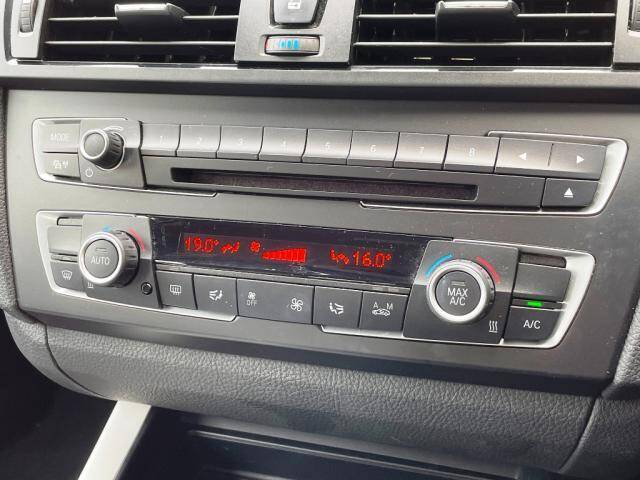 MODE 1 2 3 4 5 6 7 8
19.0° 16.0°
AUTO MAX A/C
OFF A M A/C